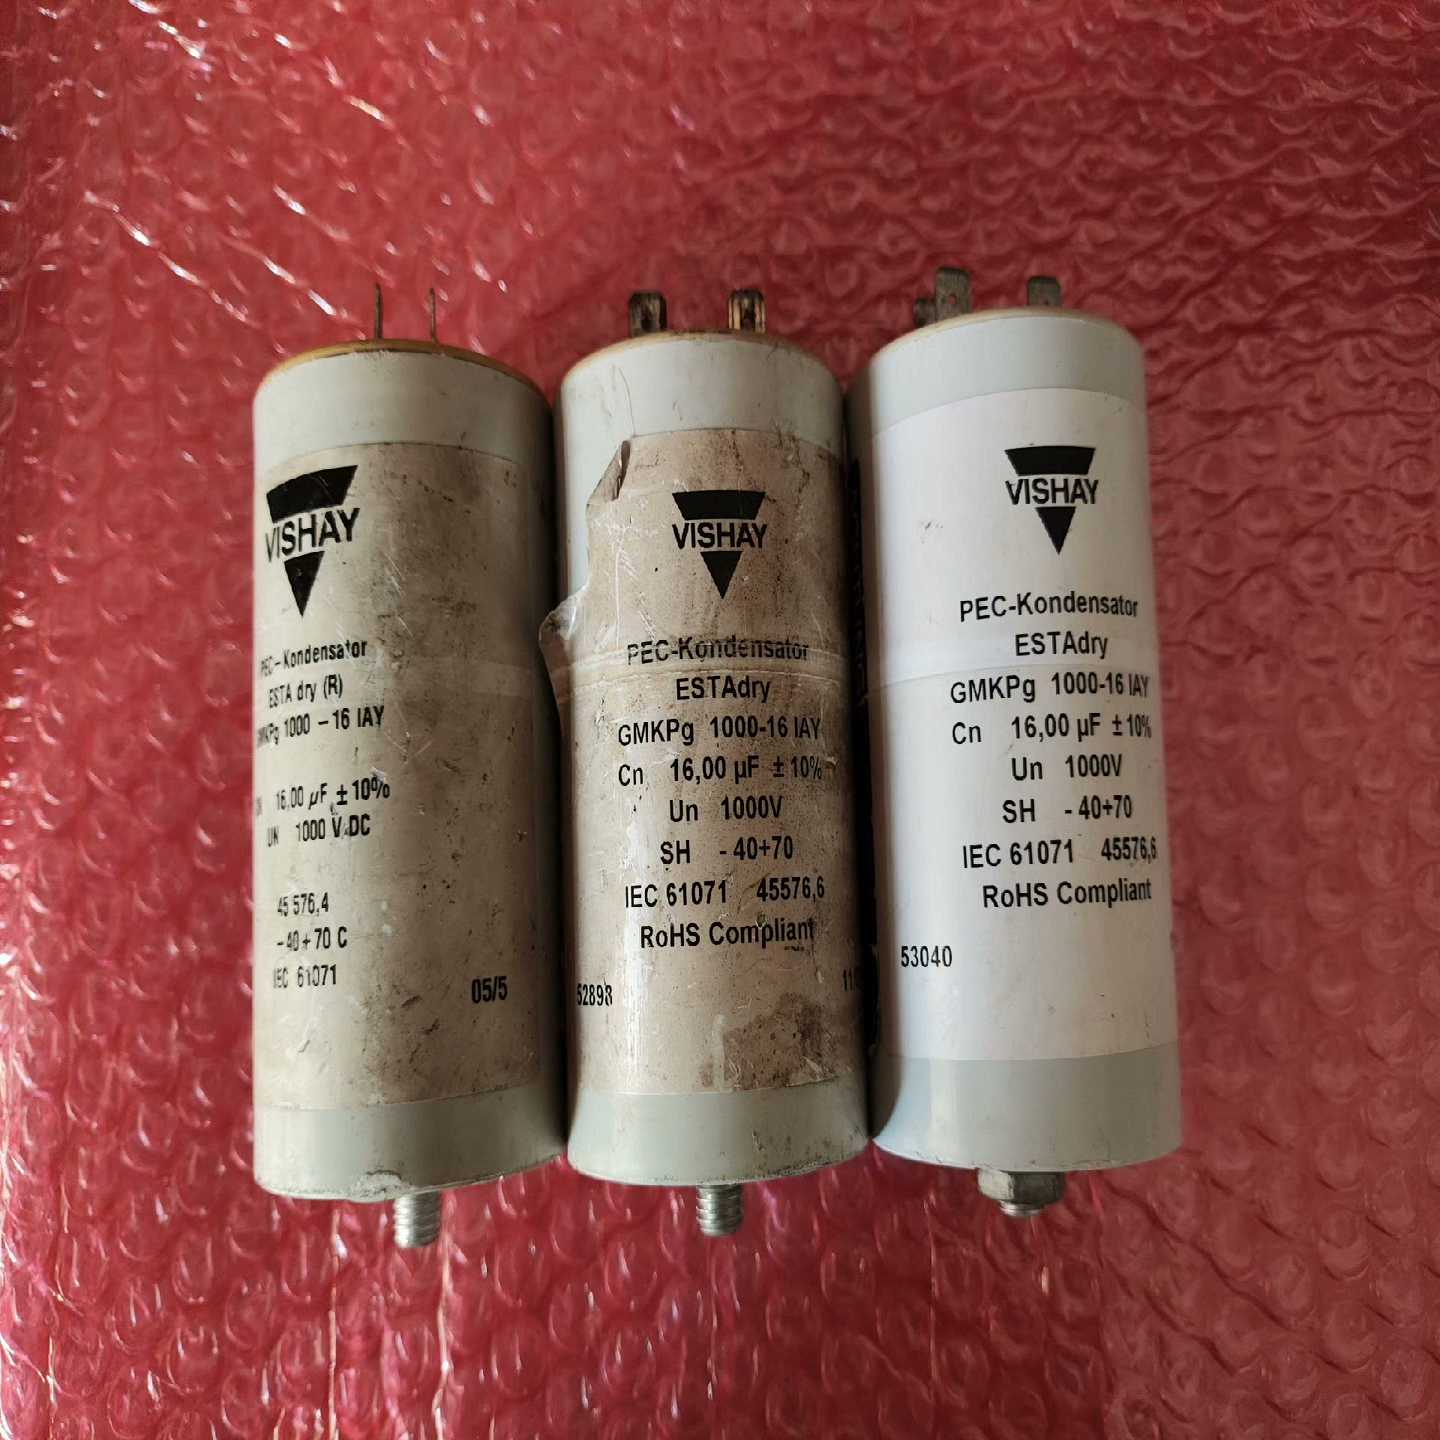 VISHAY
PEC-Kondensator
ESTA dry (R)
GMKPg 1000-16 IAY
16,00 µF ±10%
UN 1000 V DC
45 576,4
-40+70 C
IEC 61071
05/5
VISHAY
PEC-Kondensator
ESTAdry
GMKPg 1000-16 IAY
Cn 16,00 µF ±10%
Un 1000V
SH -40+70
IEC 61071 45576,6
RoHS Compliant
52893
VISHAY
PEC-Kondensator
ESTAdry
GMKPg 1000-16 IAY
Cn 16,00 µF ±10%
Un 1000V
SH -40+70
IEC 61071 45576,6
RoHS Compliant
53040